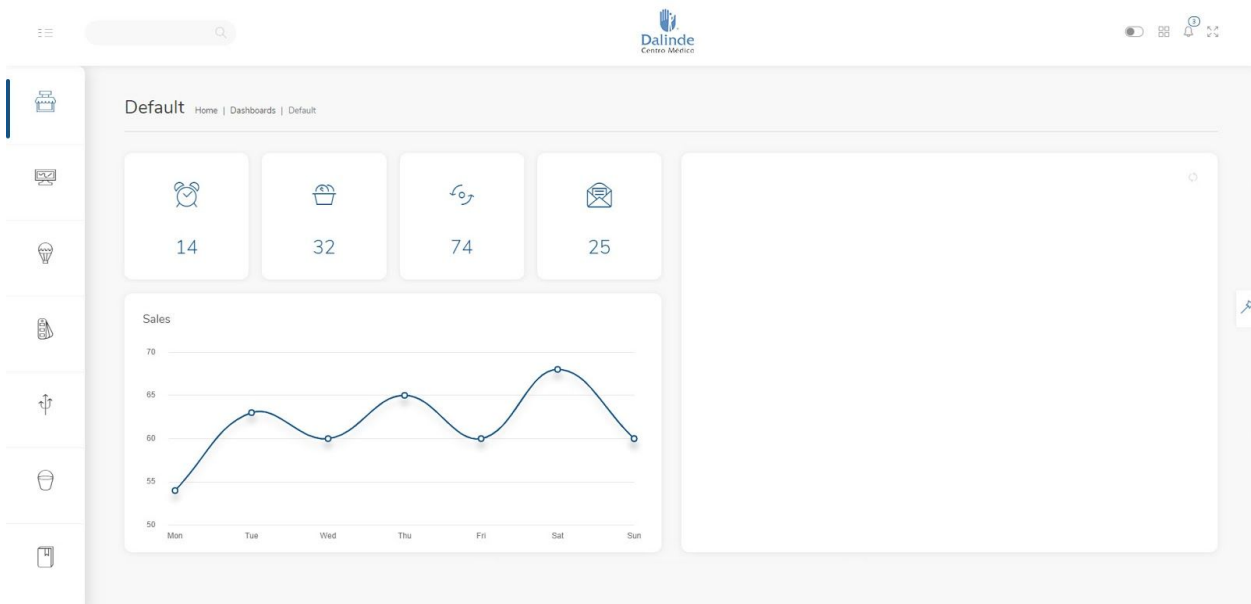 3
Dalinde
Centro Médico
Default Home | Dashboards | Default
14 32 74 25
Sales
70
65
60
55
50
Mon Tue Wed Thu Fri Sat Sun